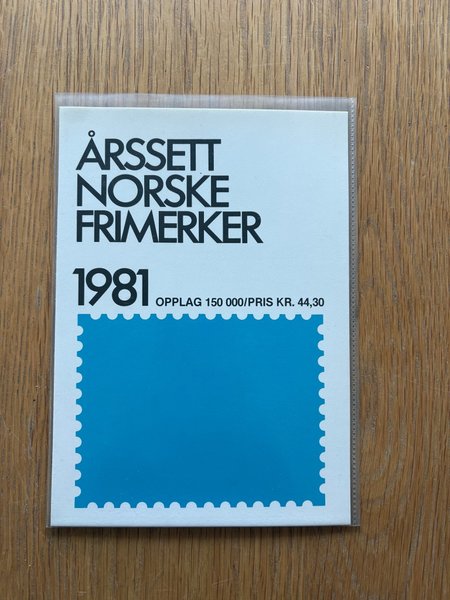 ÅRSSETT
NORSKE
FRIMERKER
1981 OPPLAG 150 000/PRIS KR. 44,30